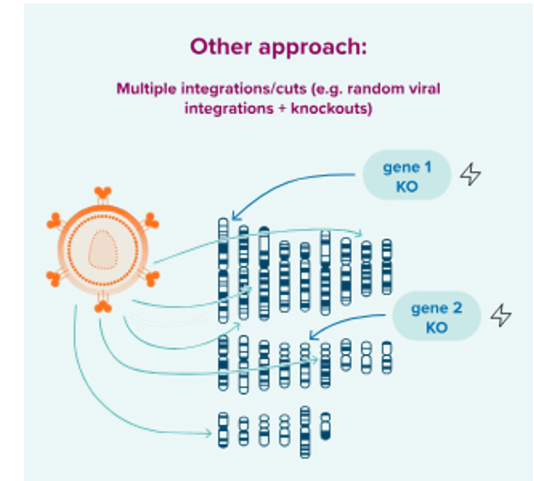 Other approach:
Multiple integrations/cuts (e.g. random viral
integrations + knockouts)
gene 1
KO
gene 2
KO